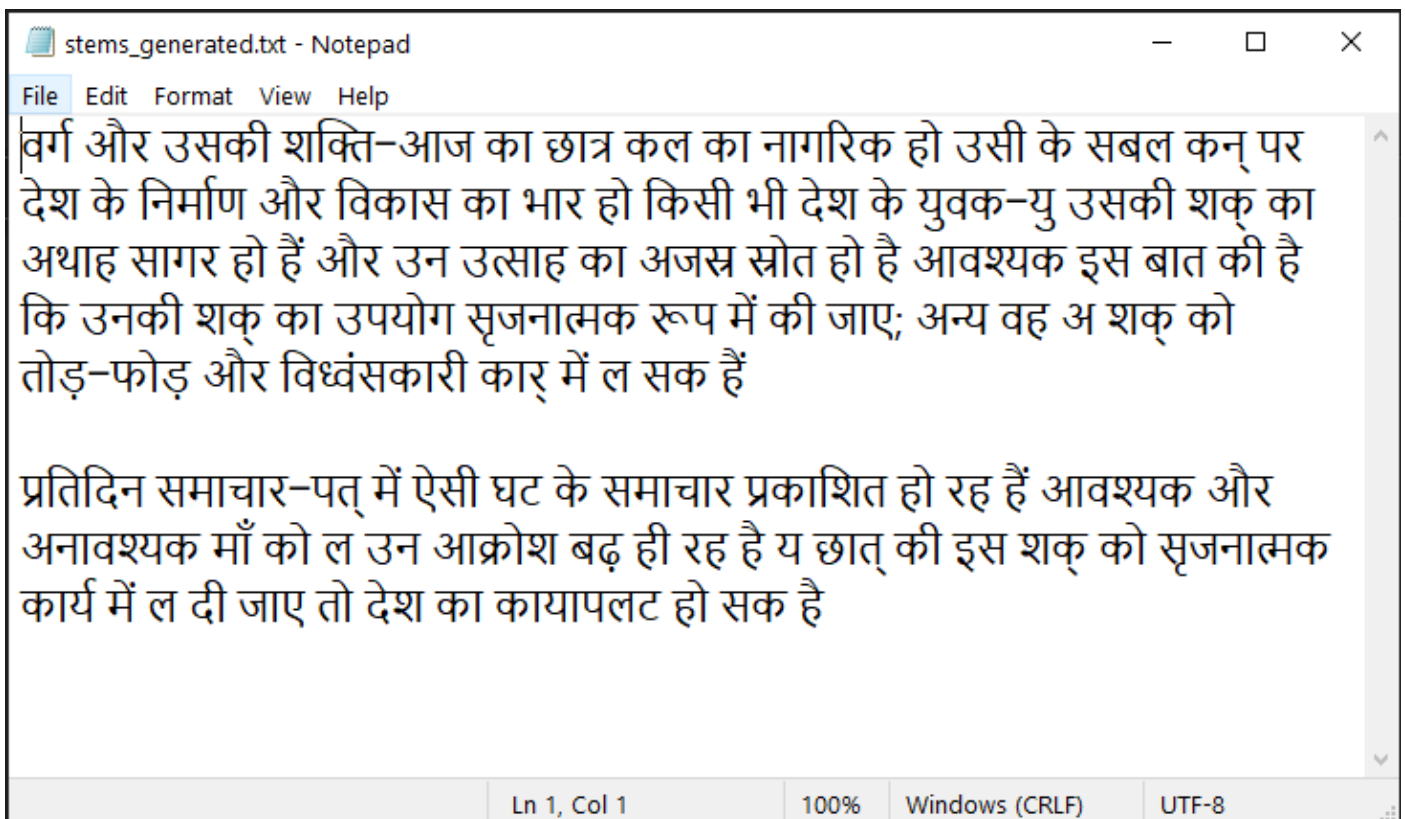 stems_generated.txt - Notepad
File Edit Format View Help
वर्ग और उसकी शक्ति-आज का छात्र कल का नागरिक हो उसी के सबल कन् पर
देश के निर्माण और विकास का भार हो किसी भी देश के युवक-यु उसकी शक् का
अथाह सागर हो हैं और उन उत्साह का अजस्र स्रोत हो है आवश्यक इस बात की है
कि उनकी शक् का उपयोग सृजनात्मक रूप में की जाए; अन्य वह अ शक् को
तोड़-फोड़ और विध्वंसकारी कार् में ल सक हैं
प्रतिदिन समाचार-पत् में ऐसी घट के समाचार प्रकाशित हो रह हैं आवश्यक और
अनावश्यक माँ को ल उन आक्रोश बढ़ ही रह है य छात् की इस शक् को सृजनात्मक
कार्य में ल दी जाए तो देश का कायापलट हो सक है
Ln 1, Col 1 100% Windows (CRLF) UTF-8